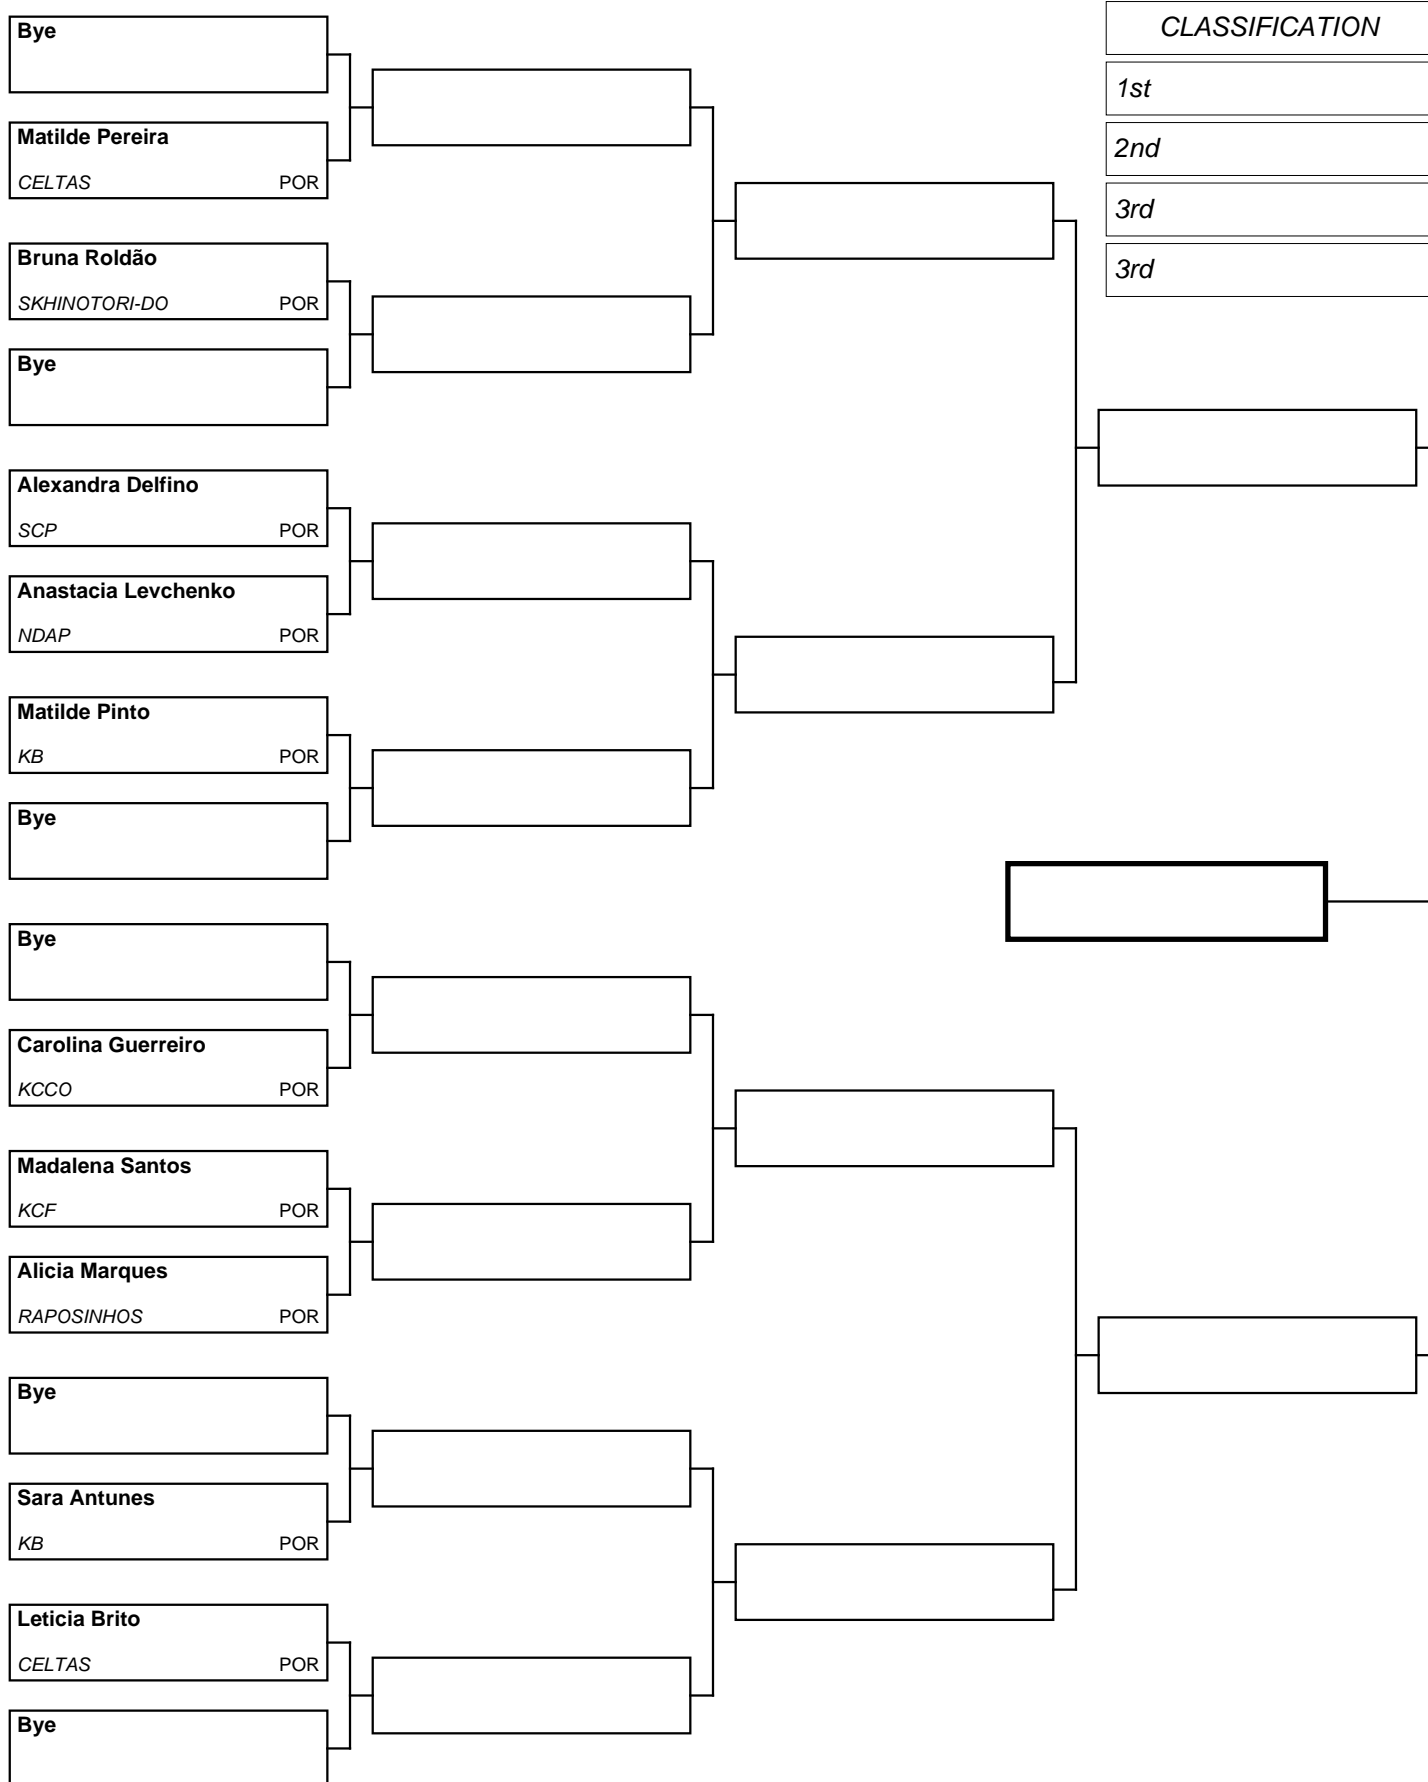 Bye
Matilde Pereira
CELTAS POR
Bruna Roldão
SKHINOTORI-DO POR
Bye
Alexandra Delfino
SCP POR
Anastacia Levchenko
NDAP POR
Matilde Pinto
KB POR
Bye
Bye
Carolina Guerreiro
KCCO POR
Madalena Santos
KCF POR
Alicia Marques
RAPOSINHOS POR
Bye
Sara Antunes
KB POR
Leticia Brito
CELTAS POR
Bye
CLASSIFICATION
1st
2nd
3rd
3rd